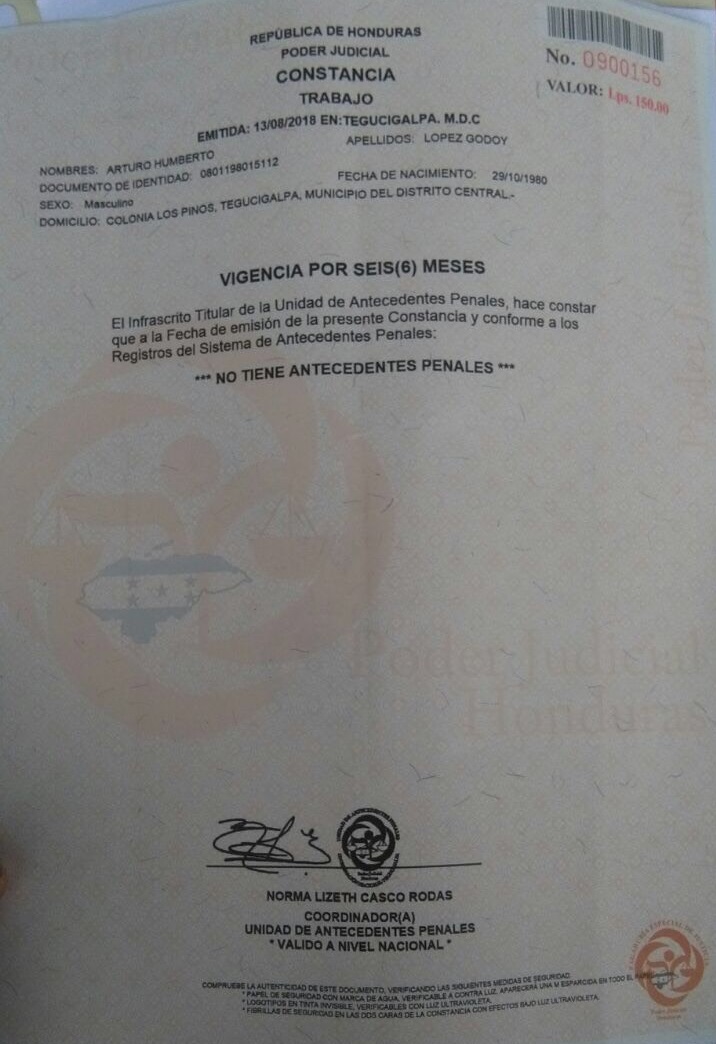 REPÚBLICA DE HONDURAS
PODER JUDICIAL
CONSTANCIA
TRABAJO
No. 0900156
VALOR: Lps. 150.00
EMITIDA: 13/08/2018 EN:TEGUCIGALPA. M.D.C
NOMBRES: ARTURO HUMBERTO APELLIDOS: LOPEZ GODOY
DOCUMENTO DE IDENTIDAD: 0801198015112
SEXO: Masculino FECHA DE NACIMIENTO: 29/10/1980
DOMICILIO: COLONIA LOS PINOS, TEGUCIGALPA, MUNICIPIO DEL DISTRITO CENTRAL.-
VIGENCIA POR SEIS(6) MESES
El Infrascrito Titular de la Unidad de Antecedentes Penales, hace constar
que a la Fecha de emisión de la presente Constancia y conforme a los
Registros del Sistema de Antecedentes Penales:
*** NO TIENE ANTECEDENTES PENALES ***
Poder Judicial
Honduras
NORMA LIZETH CASCO RODAS
COORDINADOR(A)
UNIDAD DE ANTECEDENTES PENALES
* VALIDO A NIVEL NACIONAL *
COMPRUEBE LA AUTENTICIDAD DE ESTE DOCUMENTO, VERIFICANDO LAS SIGUIENTES MEDIDAS DE SEGURIDAD.
* PAPEL DE SEGURIDAD CON MARCA DE AGUA, VERIFICABLE A CONTRA LUZ, APARECERÁ UNA M ESPARCIDA EN TODO EL
* LOGOTIPOS EN TINTA INVISIBLE, VERIFICABLES CON LUZ ULTRAVIOLETA.
* FIBRILLAS DE SEGURIDAD EN LAS DOS CARAS DE LA CONSTANCIA CON EFECTOS BAJO LUZ ULTRAVIOLETA.